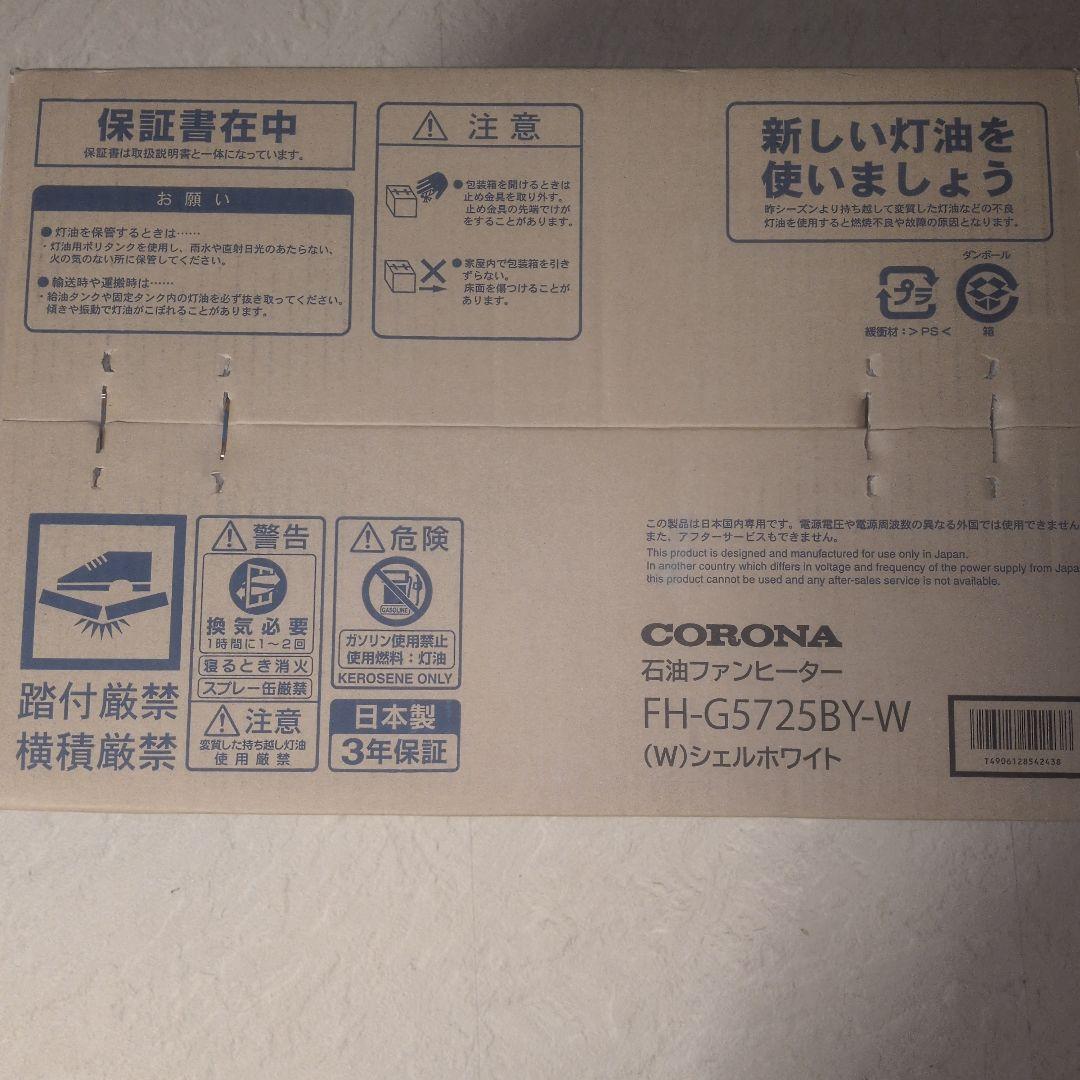 保証書在中
保証書は取扱説明書と一体になっています。
お願い
●灯油を保管するときは……
・灯油用ポリタンクを使用し、雨水や直射日光のあたらない、
火の気のない所に保管してください。
●輸送時や運搬時は……
・給油タンクや固定タンク内の灯油を必ず抜き取ってください。
傾きや振動で灯油がこぼれることがあります。
注意
●包装箱を開けるときは
止め金具を取り外す。
止め金具の先端でけが
をすることがあります。
●家屋内で包装箱を引き
ずらない。
床面を傷つけることが
あります。
新しい灯油を
使いましょう
昨シーズンより持ち越して変質した灯油などの不良
灯油を使用すると燃焼不良や故障の原因となります。
プラ
緩衝材:>PS<
ダンボール
箱
踏付厳禁
横積厳禁
警告
換気必要
1時間に1～2回
寝るとき消火
スプレー缶厳禁
注意
変質した持ち越し灯油
使用厳禁
危険
GASOLINE
ガソリン使用禁止
使用燃料:灯油
KEROSENE ONLY
日本製
3年保証
この製品は日本国内専用です。電源電圧や電源周波数の異なる外国では使用できません
また、アフターサービスもできません。
This product is designed and manufactured for use only in Japan.
In another country which differs in voltage and frequency of the power supply from Japa
this product cannot be used and any after-sales service is not available.
CORONA
石油ファンヒーター
FH-G5725BY-W
(W)シェルホワイト
T4906128542438